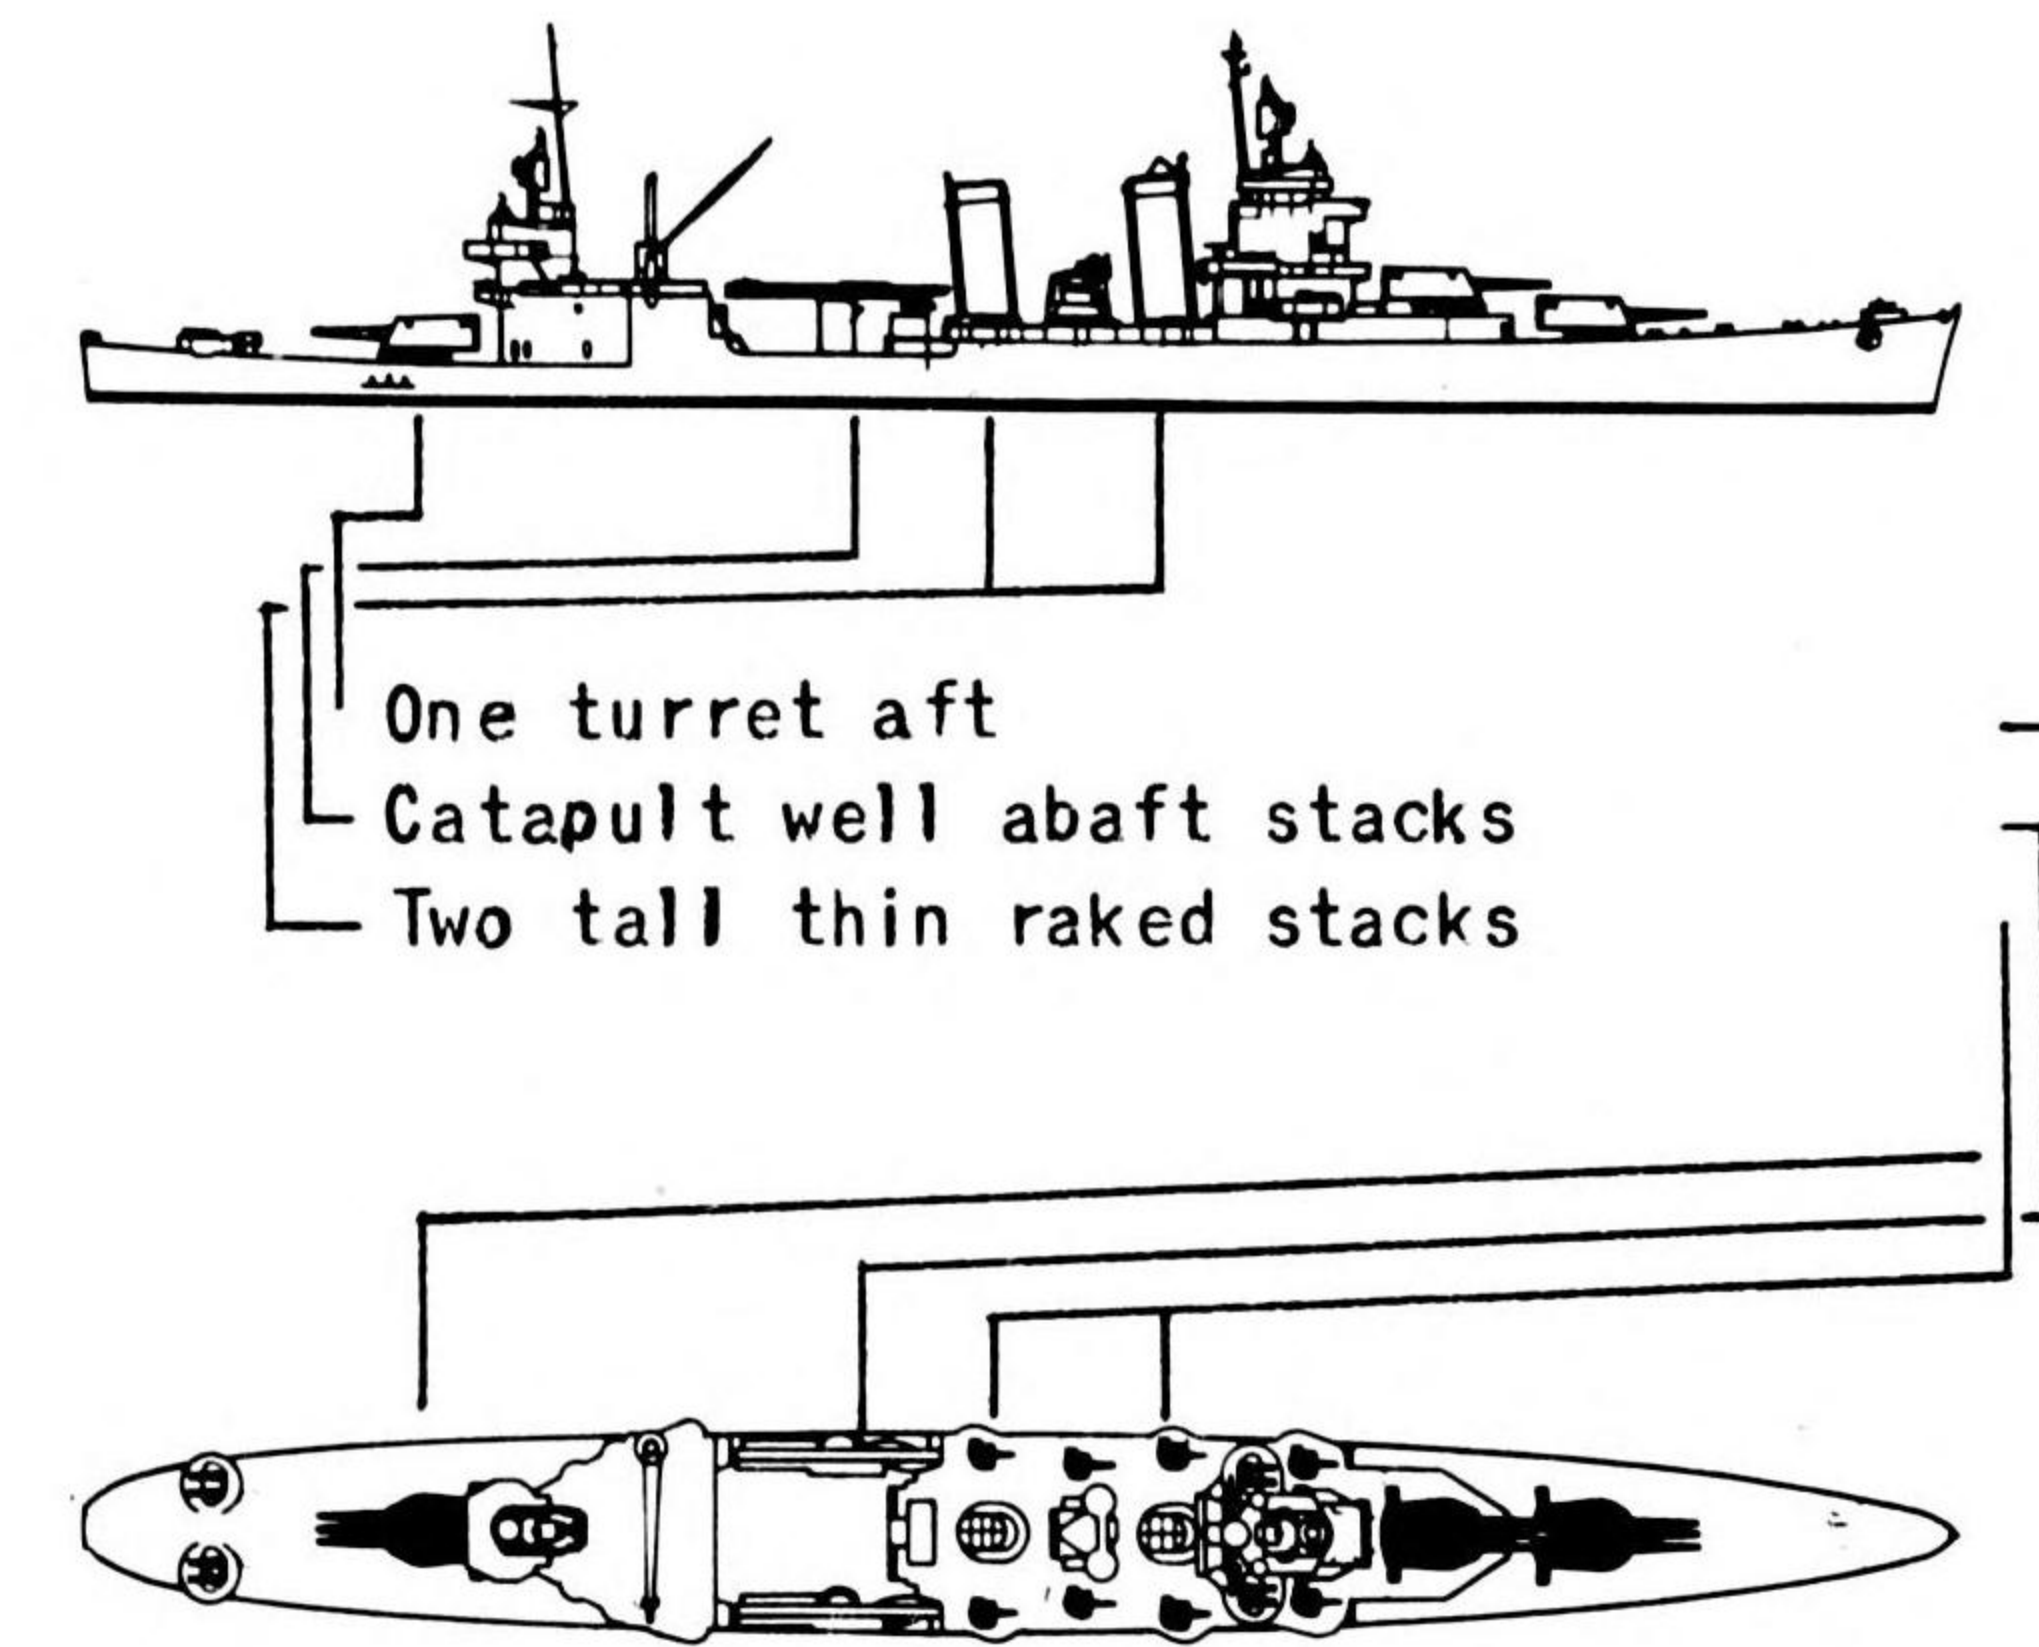 One turret aft
Catapult well abaft stacks
Two tall thin raked stacks